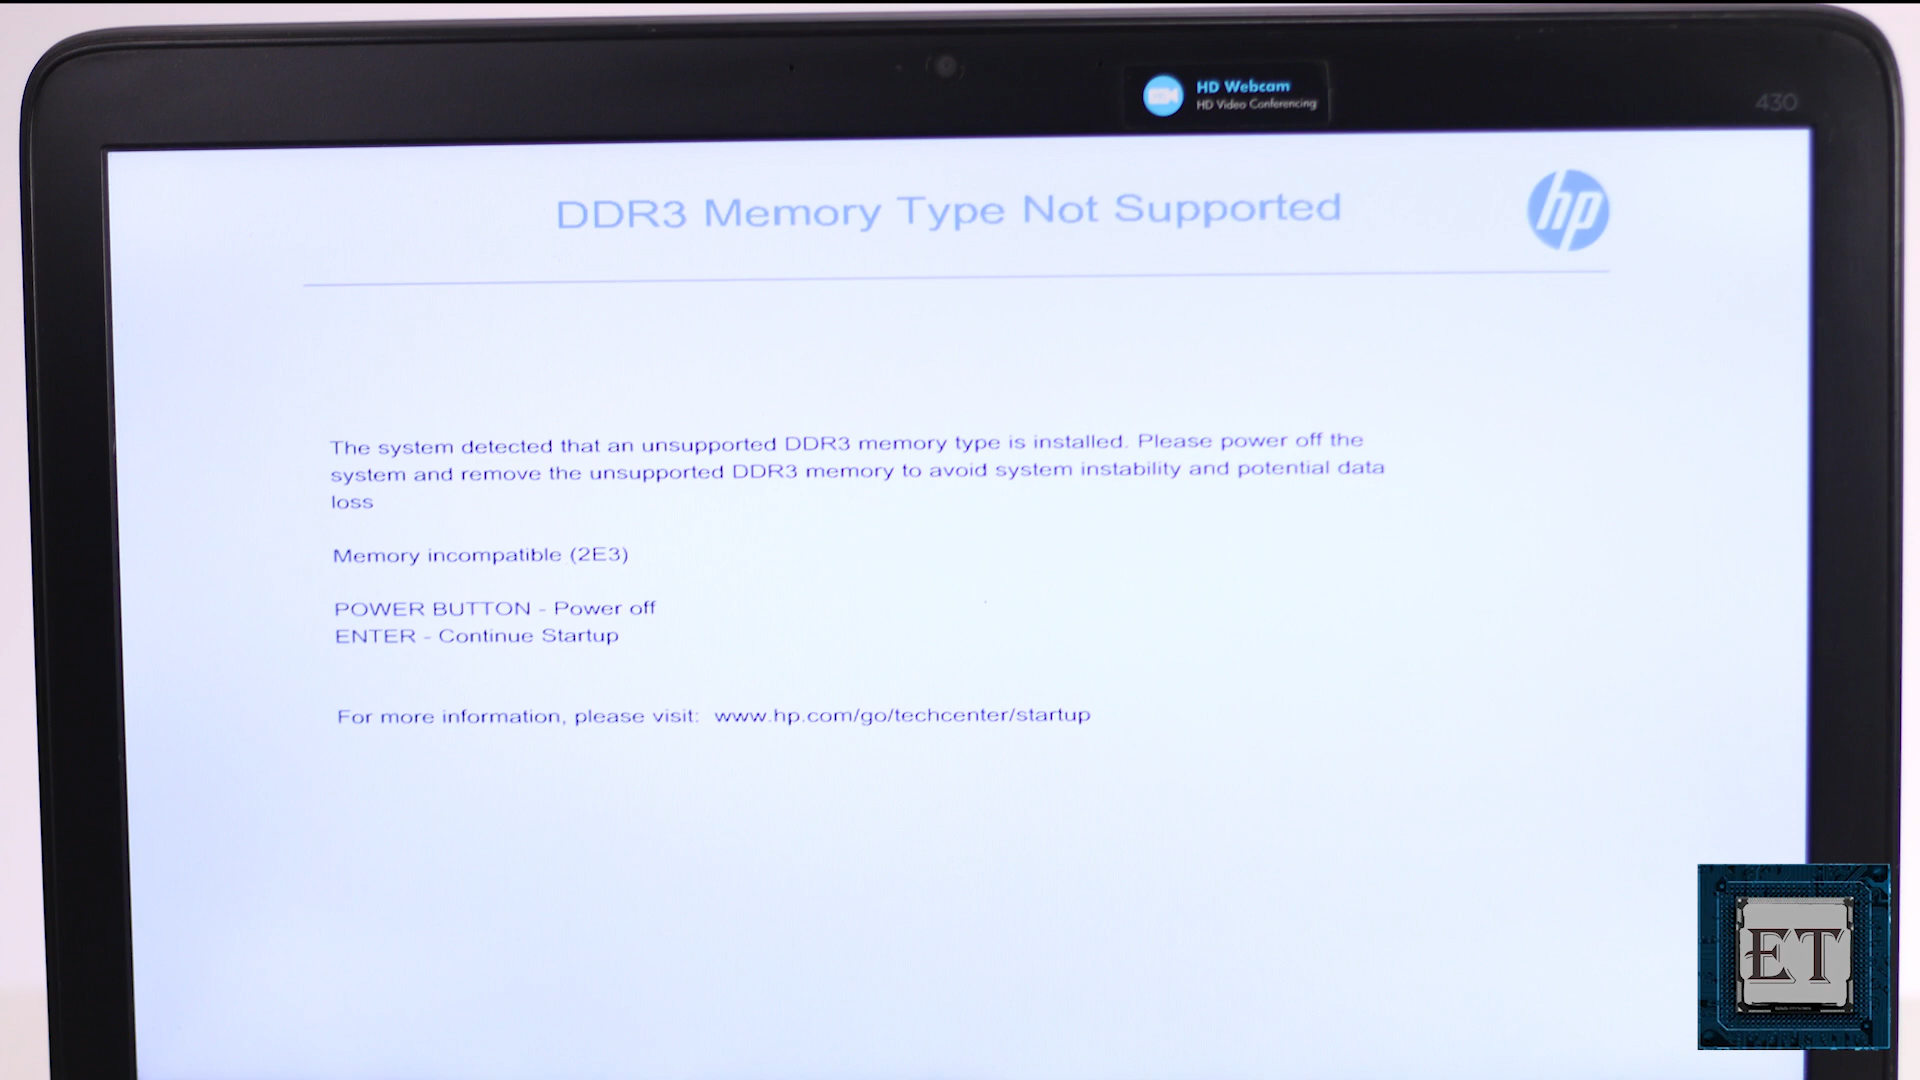 HD Webcam
HD Video Conferencing
430
DDR3 Memory Type Not Supported
hp
The system detected that an unsupported DDR3 memory type is installed. Please power off the
system and remove the unsupported DDR3 memory to avoid system instability and potential data
loss
Memory incompatible (2E3)
POWER BUTTON - Power off
ENTER - Continue Startup
For more information, please visit: www.hp.com/go/techcenter/startup
ET